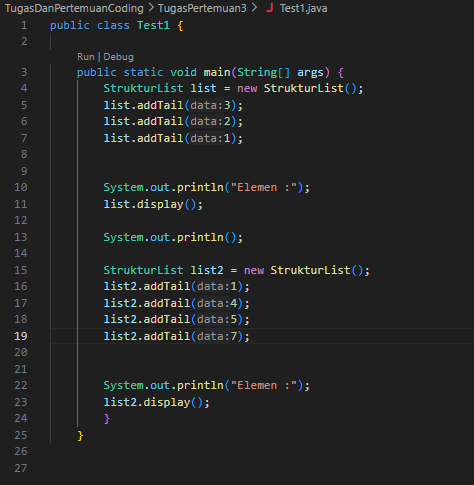 TugasDanPertemuanCoding > TugasPertemuan3 > J Test1.java
1 public class Test1 {
2
Run | Debug
3 public static void main(String[] args) {
4 StrukturList list = new StrukturList();
5 list.addTail(data:3);
6 list.addTail(data:2);
7 list.addTail(data:1);
8
9
10 System.out.println("Elemen :");
11 list.display();
12
13 System.out.println();
14
15 StrukturList list2 = new StrukturList();
16 list2.addTail(data:1);
17 list2.addTail(data:4);
18 list2.addTail(data:5);
19 list2.addTail(data:7);
20
21
22 System.out.println("Elemen :");
23 list2.display();
24 }
25 }
26
27